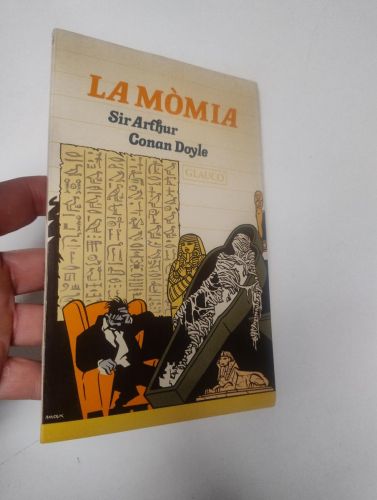 LA MÒMIA
Sir Arthur
Conan Doyle
GLAUCO